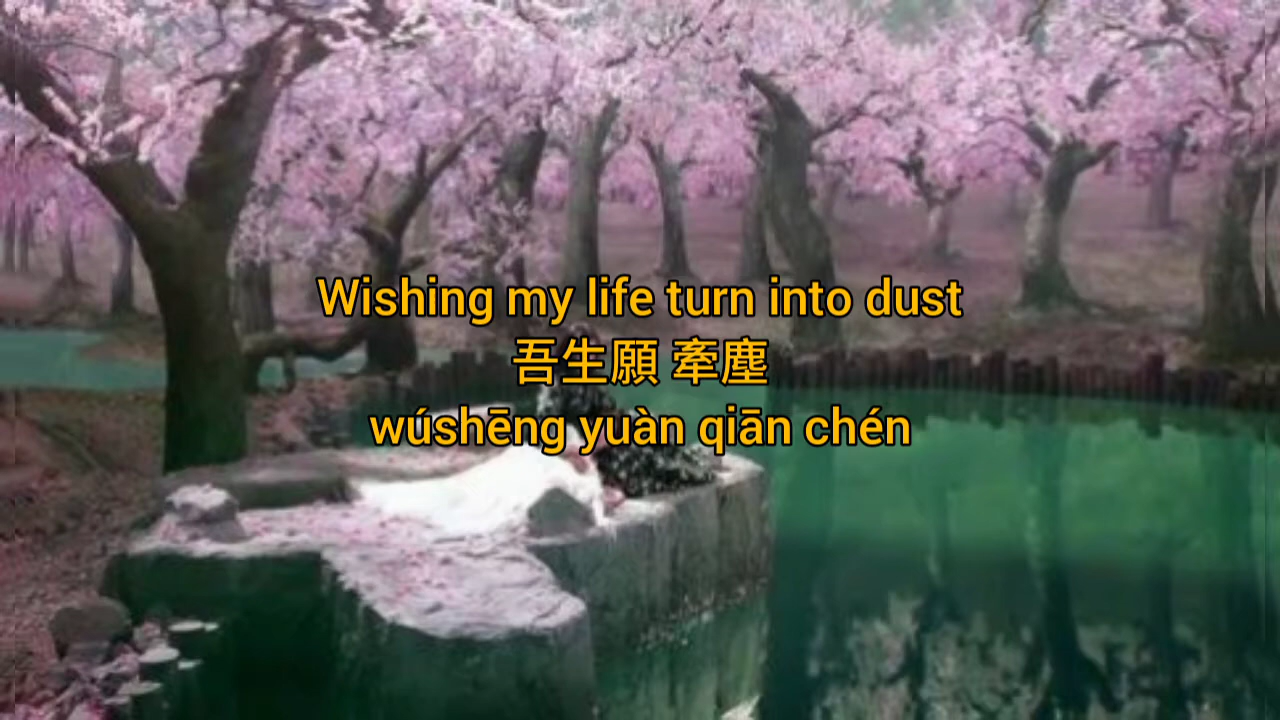 Wishing my life turn into dust
吾生願 牽塵
wúshēng yuàn qiān chén